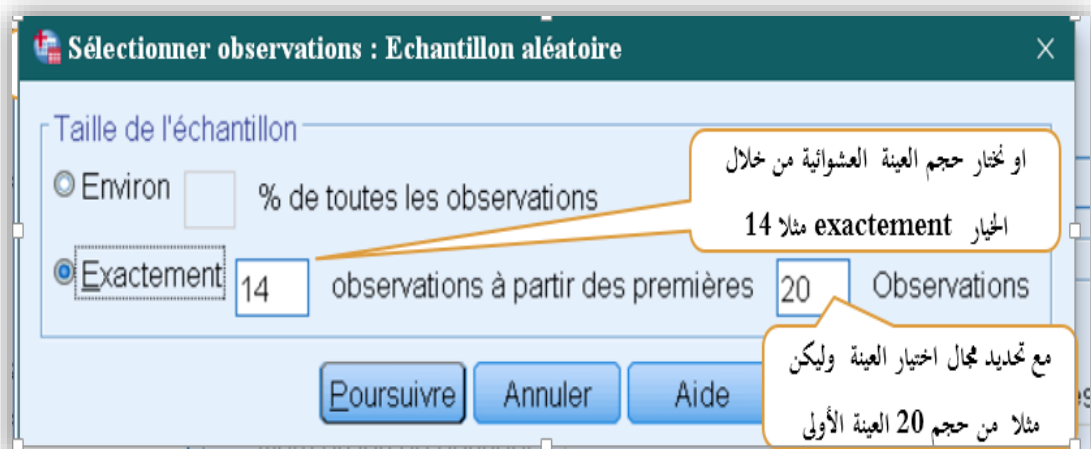 Sélectionner observations : Echantillon aléatoire
Taille de l'échantillon
Environ % de toutes les observations
او نختار حجم العينة العشوائية من خلال
الخيار exactement مثلا 14
Exactement 14 observations à partir des premières 20 Observations
مع تحديد مجال اختيار العينة وليكن
مثلا من حجم 20 العينة الأولى
Poursuivre Annuler Aide